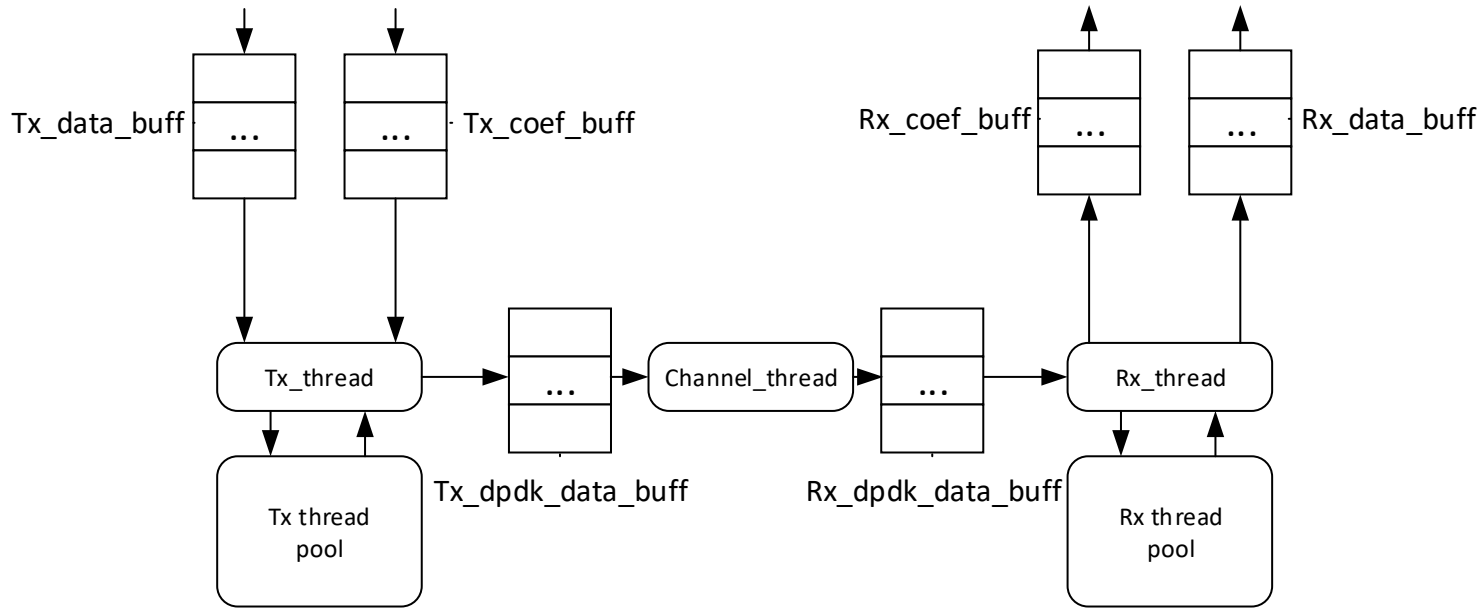 Tx_data_buff
...
...
Tx_coef_buff
Rx_coef_buff
...
...
Rx_data_buff
Tx_thread
...
Channel_thread
...
Rx_thread
Tx_dpdk_data_buff
Rx_dpdk_data_buff
Tx thread
pool
Rx thread
pool